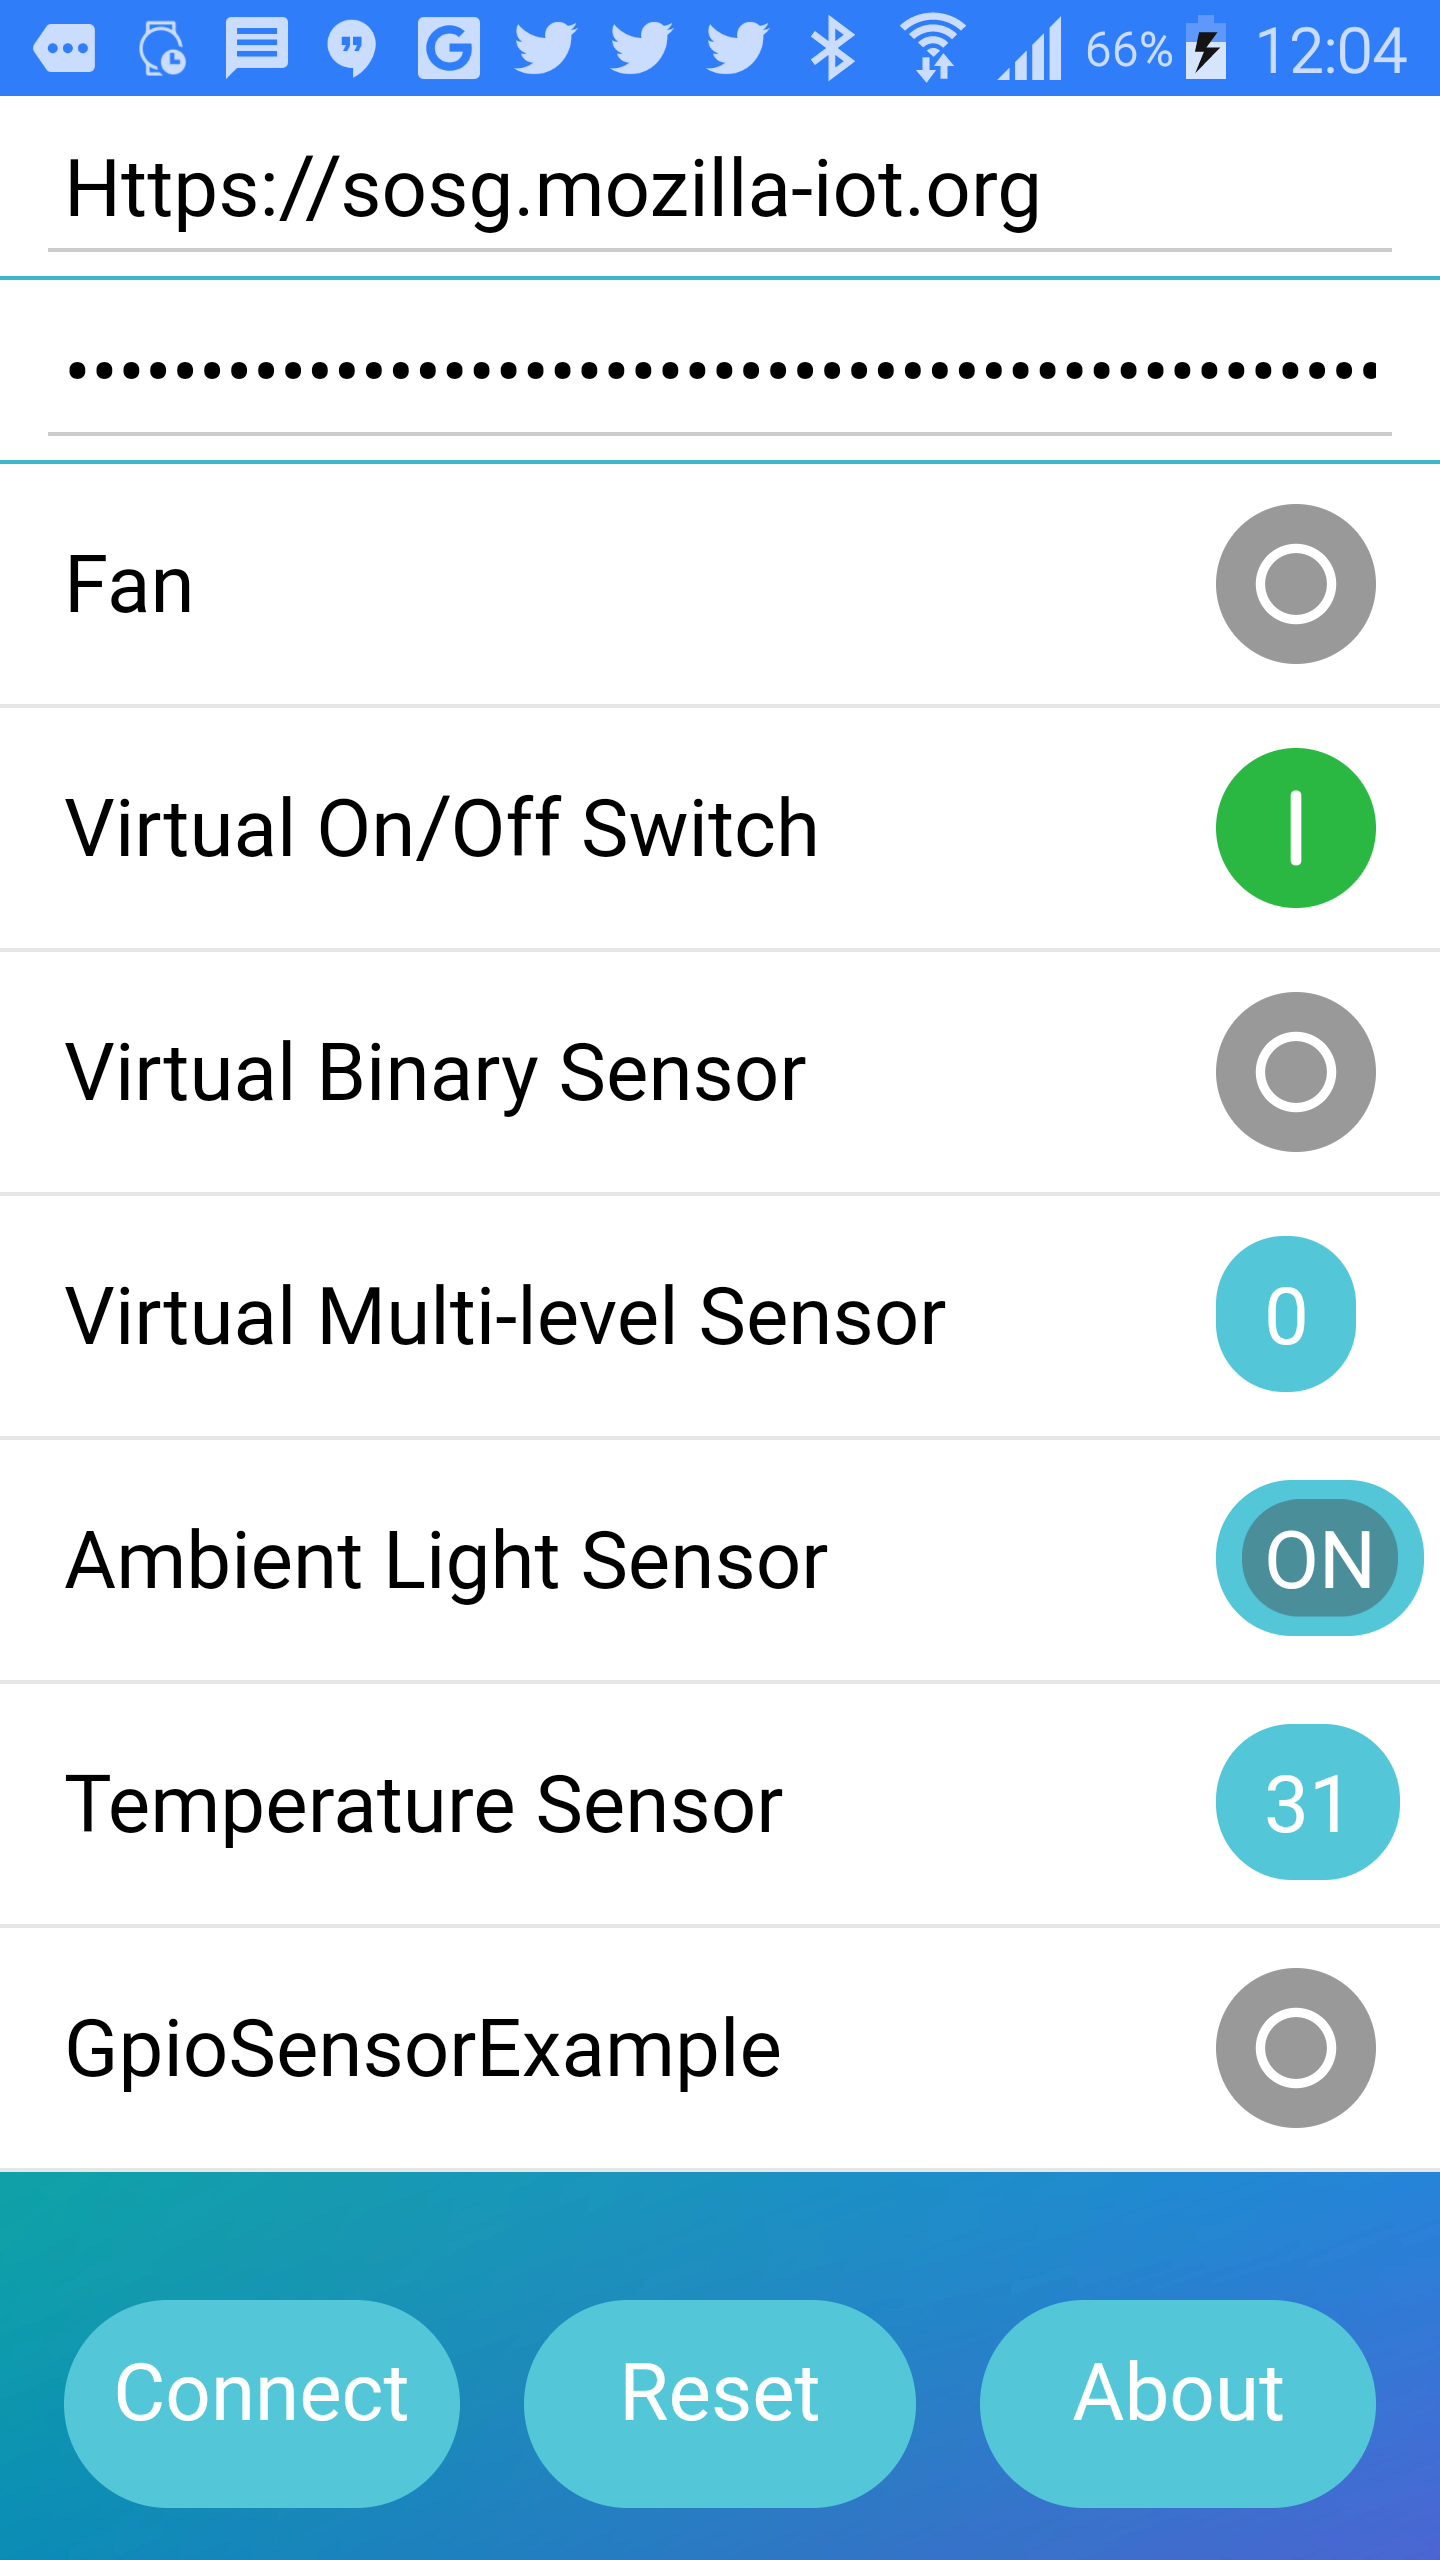 66% 12:04
Https://sosg.mozilla-iot.org
Fan
Virtual On/Off Switch
Virtual Binary Sensor
Virtual Multi-level Sensor 0
Ambient Light Sensor ON
Temperature Sensor 31
GpioSensorExample
Connect Reset About